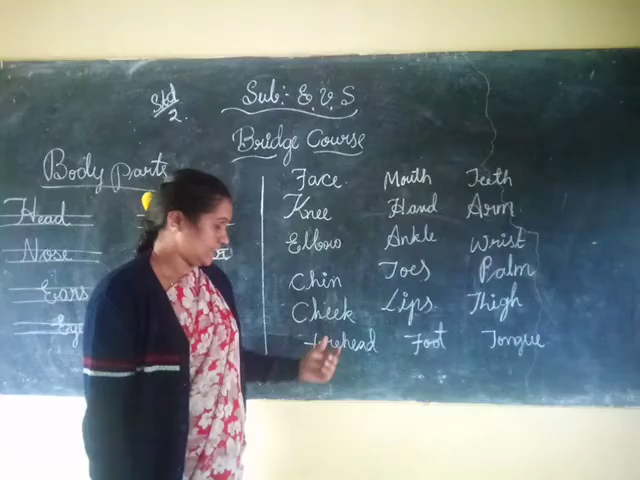 Std 2.
Sub:- E V S
Bridge Course
Body Parts
Head
Nose
Ears
Face. Mouth Teeth
Knee Hand Arm
Elbow Ankle Wrist
Chin Toes Palm
Cheek Lips Thigh
Forehead Foot Tongue